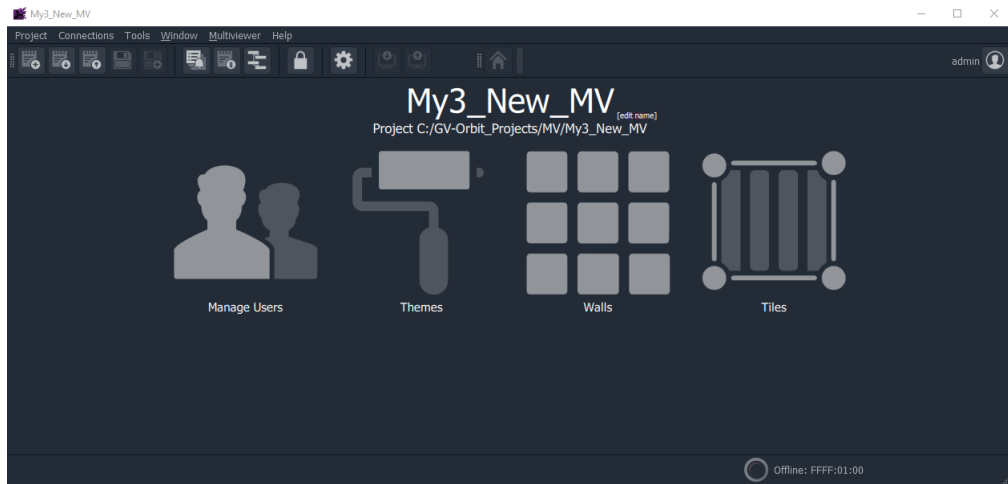 My3_New_MV
Project Connections Tools Window Multiviewer Help
admin
My3_New_MV [edit name]
Project C:/GV-Orbit_Projects/MV/My3_New_MV
Manage Users Themes Walls Tiles
Offline: FFFF:01:00